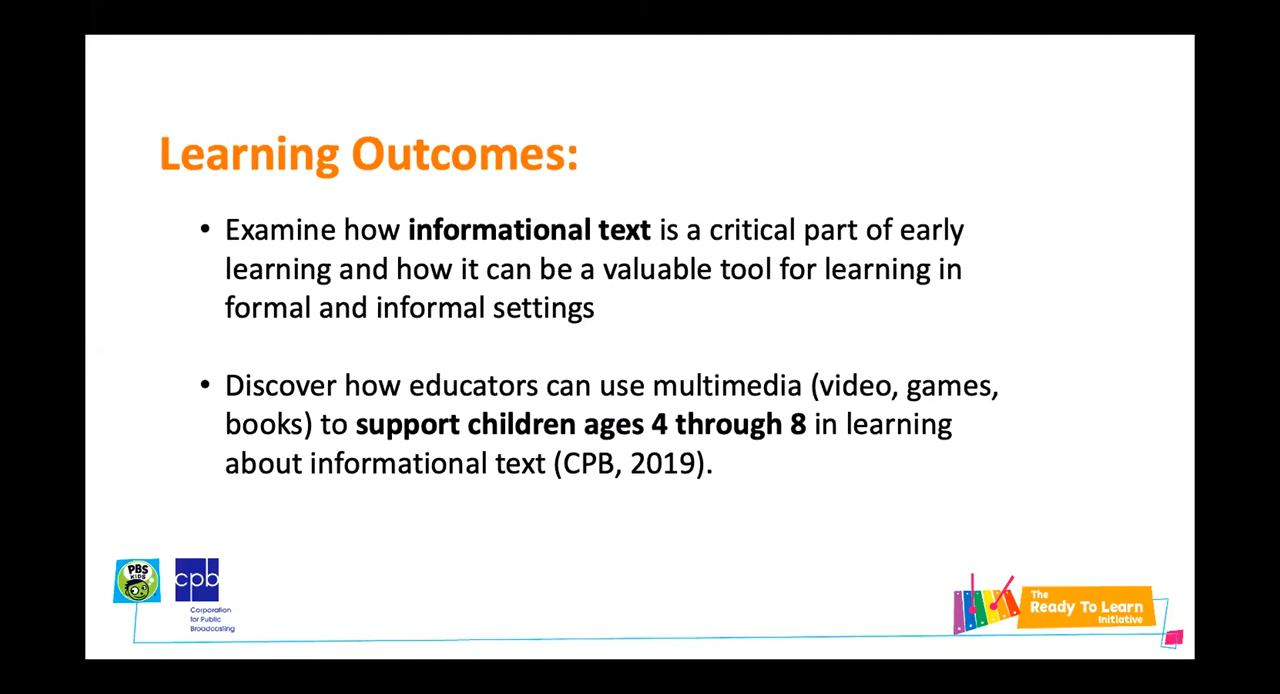 Learning Outcomes:
• Examine how informational text is a critical part of early
learning and how it can be a valuable tool for learning in
formal and informal settings
• Discover how educators can use multimedia (video, games,
books) to support children ages 4 through 8 in learning
about informational text (CPB, 2019).
PBS
KIDS
cpb
Corporation
for Public
Broadcasting
The
Ready To Learn
Initiative